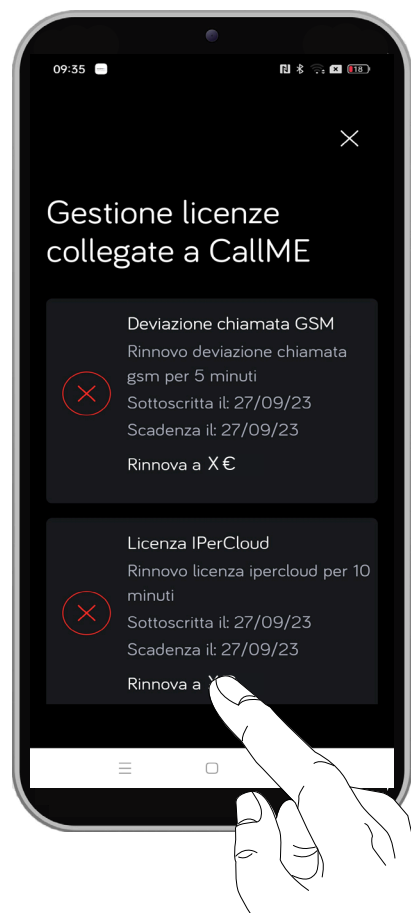 09:35
18
Gestione licenze
collegate a CallME
Deviazione chiamata GSM
Rinnovo deviazione chiamata
gsm per 5 minuti
Sottoscritta il: 27/09/23
Scadenza il: 27/09/23
Rinnova a X €
Licenza IPerCloud
Rinnovo licenza ipercloud per 10
minuti
Sottoscritta il: 27/09/23
Scadenza il: 27/09/23
Rinnova a